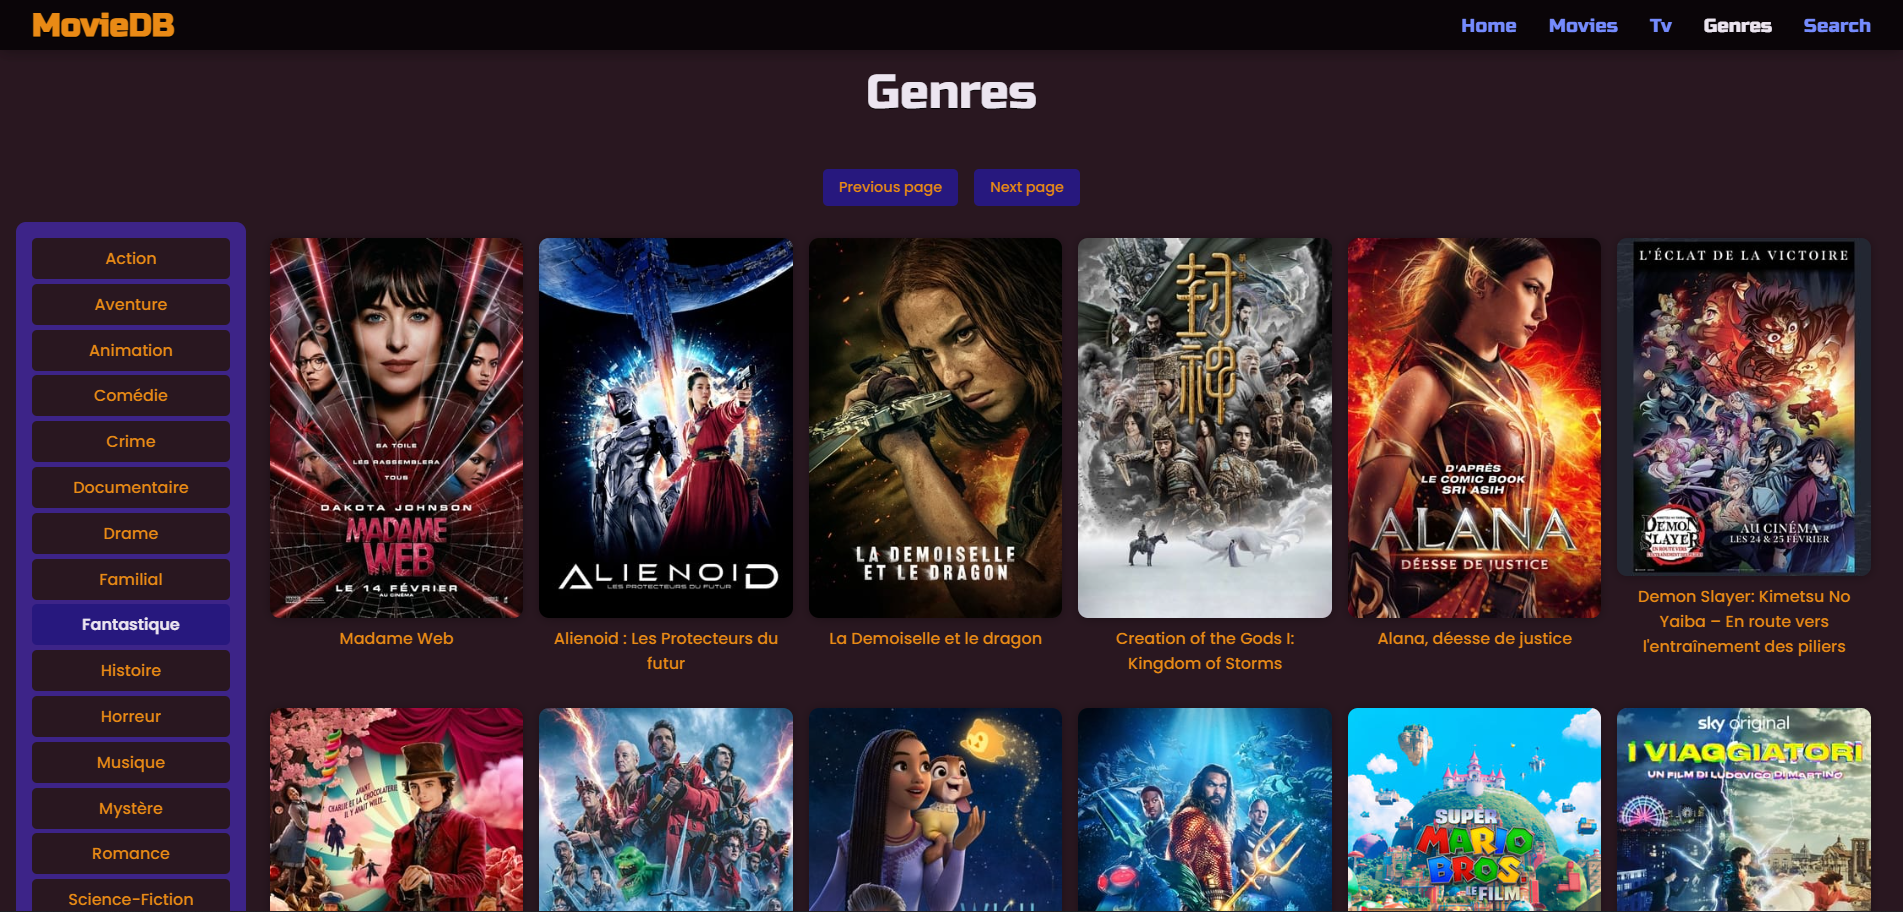 MovieDB
Home Movies Tv Genres Search
Genres
Previous page Next page
Action
Aventure
Animation
Comédie
Crime
Documentaire
Drame
Familial
Fantastique
Histoire
Horreur
Musique
Mystère
Romance
Science-Fiction
SA TOILE
LES RASSEMBLERA
TOUS
DAKOTA JOHNSON
MADAME
WEB
LE 14 FÉVRIER
AU CINÉMA
Madame Web
ALIENOID
LES PROTECTEURS DU FUTUR
Alienoid : Les Protecteurs du
futur
LA DEMOISELLE
ET LE DRAGON
La Demoiselle et le dragon
封
神
Creation of the Gods I:
Kingdom of Storms
D'APRÈS
LE COMIC BOOK
SRI ASIH
ALANA
DÉESSE DE JUSTICE
Alana, déesse de justice
L'ÉCLAT DE LA VICTOIRE
DEMON
SLAYER
AU CINÉMA
LES 24 & 25 FÉVRIER
Demon Slayer: Kimetsu No
Yaiba – En route vers
l'entraînement des piliers
AVANT
CHARLIE ET LA CHOCOLATERIE
IL Y AVAIT WILLY...
SUPER
MARIO
BROS.
LE FILM
sky original
I VIAGGIATORI
UN FILM DI LUDOVICO DI MARTINO